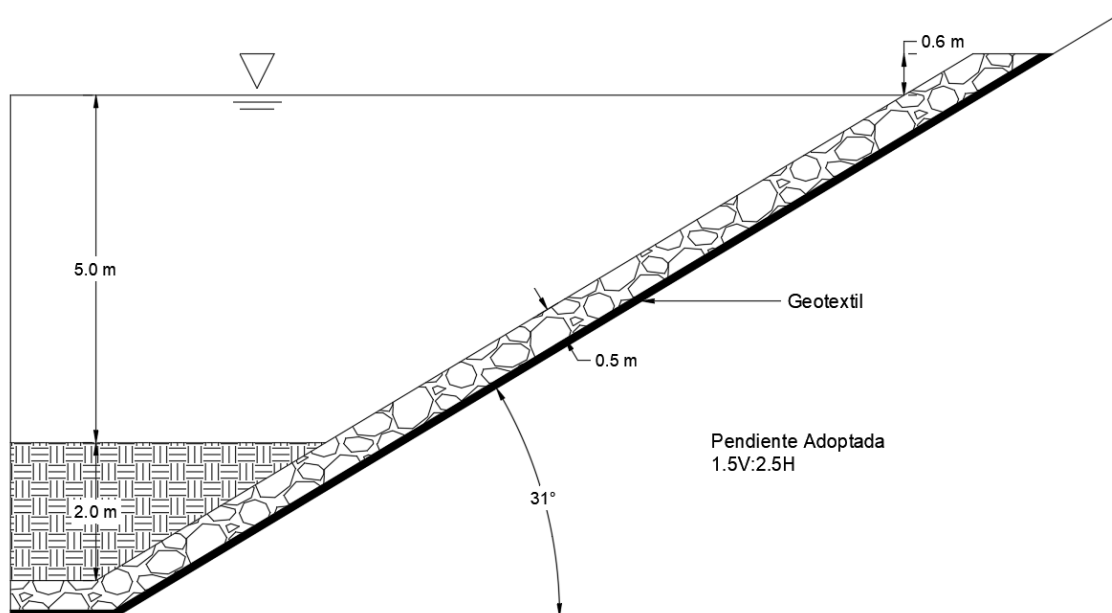 0.6 m
5.0 m
Geotextil
0.5 m
Pendiente Adoptada
1.5V:2.5H
31°
2.0 m